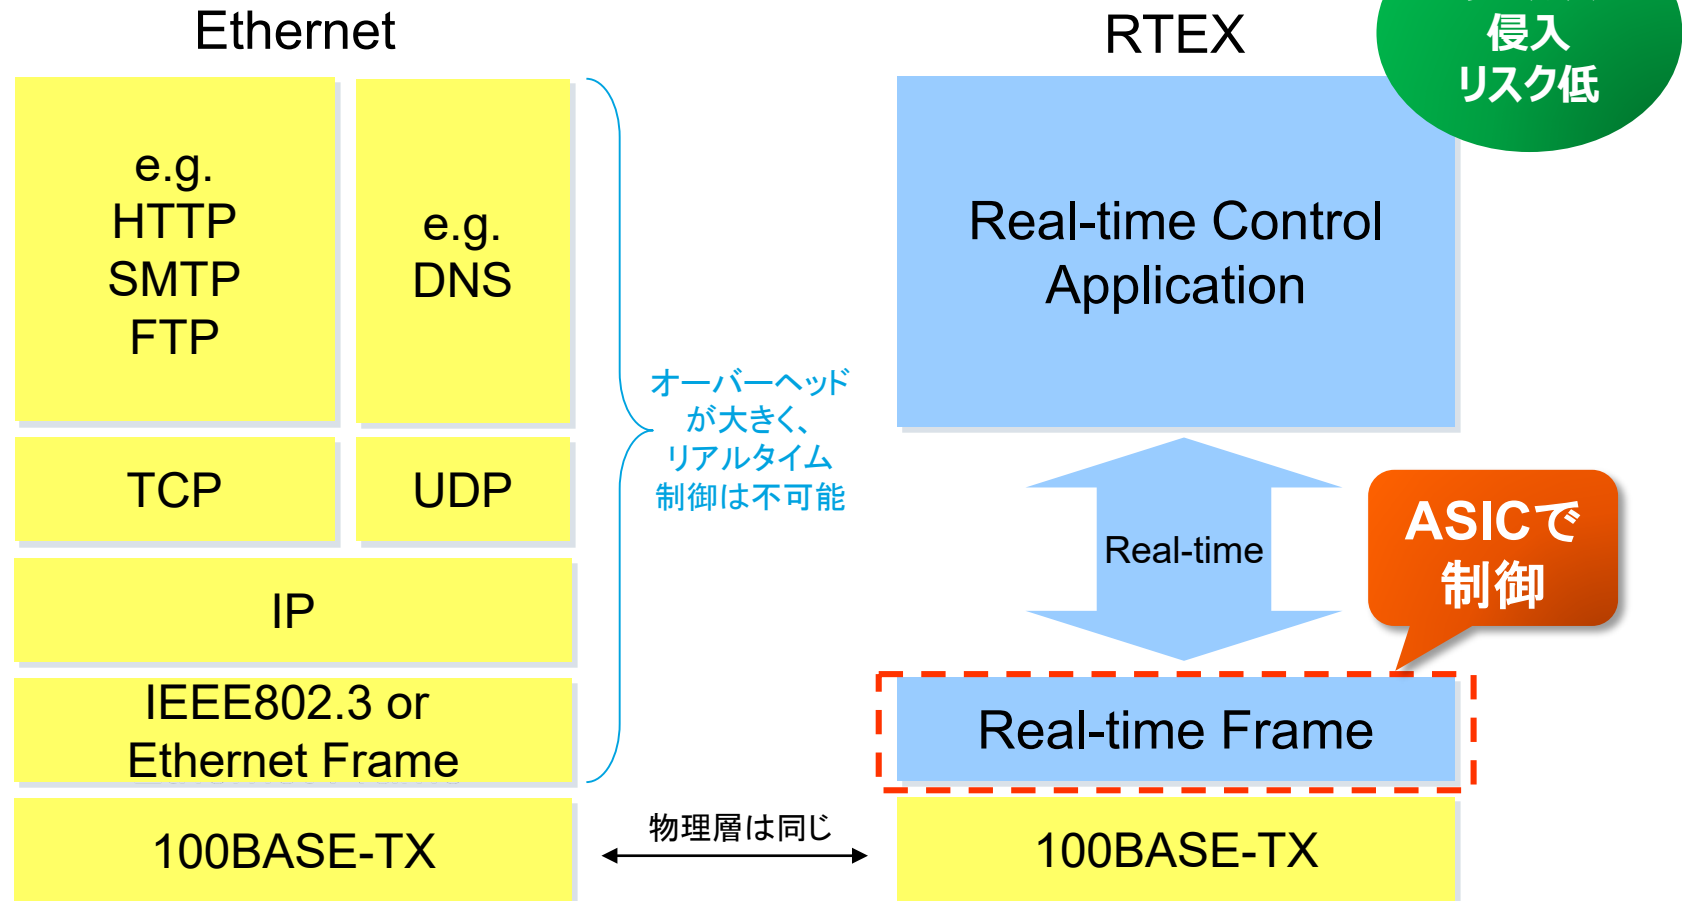 Ethernet
e.g.
HTTP
SMTP
FTP
e.g.
DNS
TCP
UDP
IP
IEEE802.3 or
Ethernet Frame
100BASE-TX
オーバーヘッド
が大きく、
リアルタイム
制御は不可能
物理層は同じ
RTEX
侵入
リスク低
Real-time Control
Application
Real-time
ASICで
制御
Real-time Frame
100BASE-TX